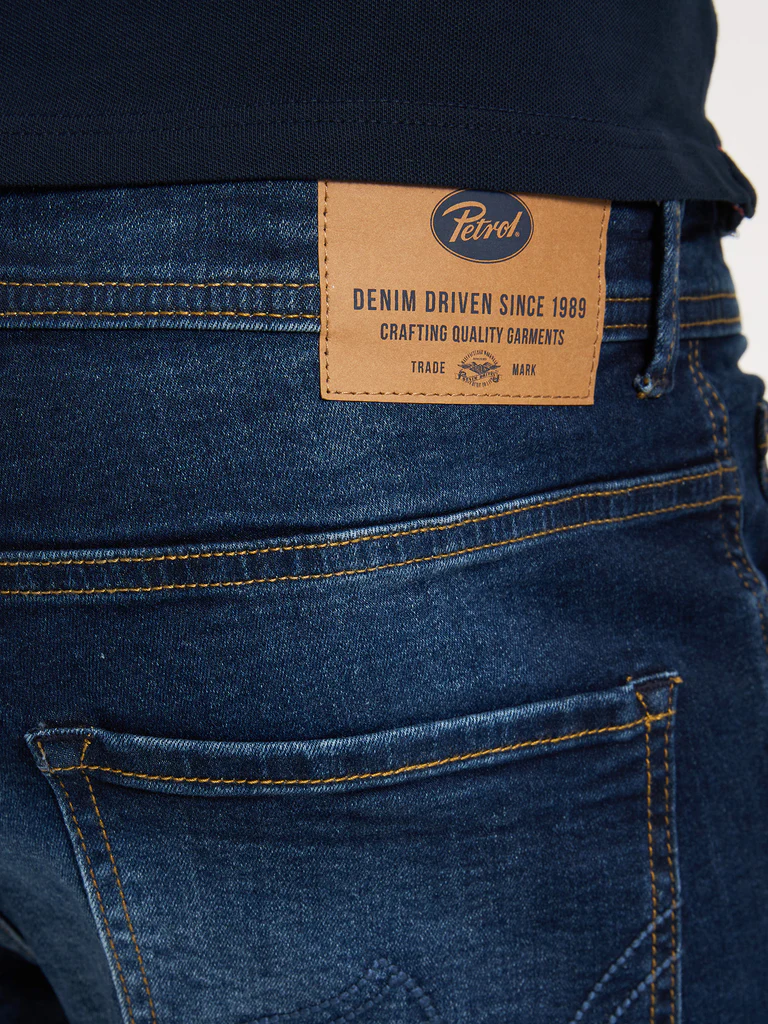 Petrol®
DENIM DRIVEN SINCE 1989
CRAFTING QUALITY GARMENTS
TRADE MARK